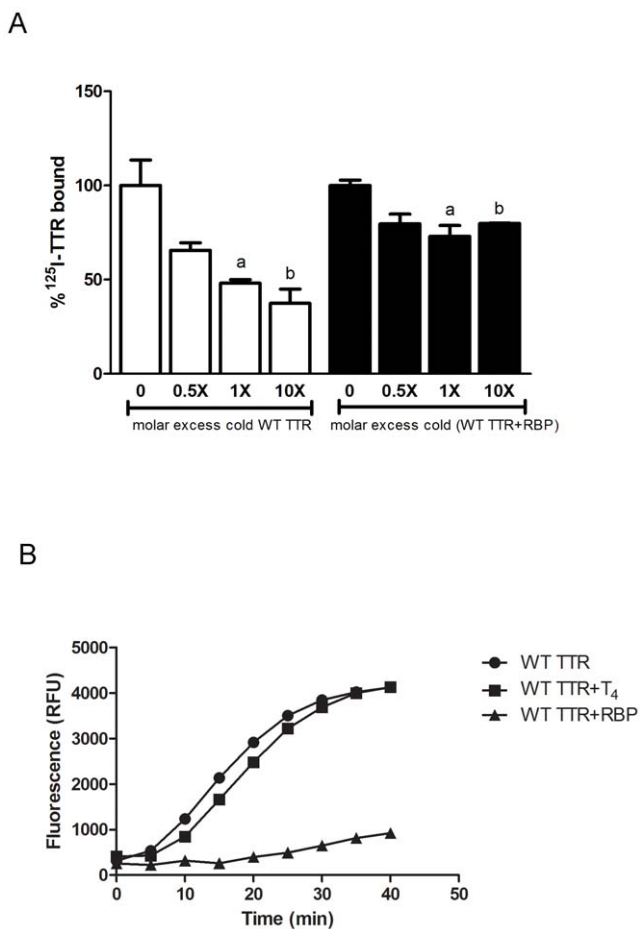 A
150
100
50
0
% ¹²⁵I-TTR bound
a
b
a
b
0 0.5X 1X 10X 0 0.5X 1X 10X
molar excess cold WT TTR molar excess cold (WT TTR+RBP)
B
5000
4000
3000
2000
1000
0
Fluorescence (RFU)
WT TTR
WT TTR+T₄
WT TTR+RBP
0 10 20 30 40 50
Time (min)